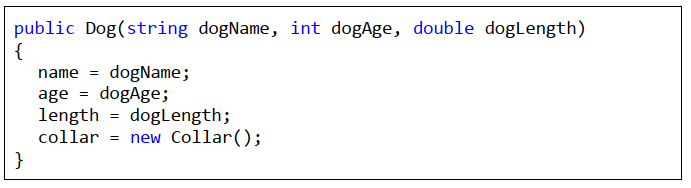 public Dog(string dogName, int dogAge, double dogLength)
{
name = dogName;
age = dogAge;
length = dogLength;
collar = new Collar();
}